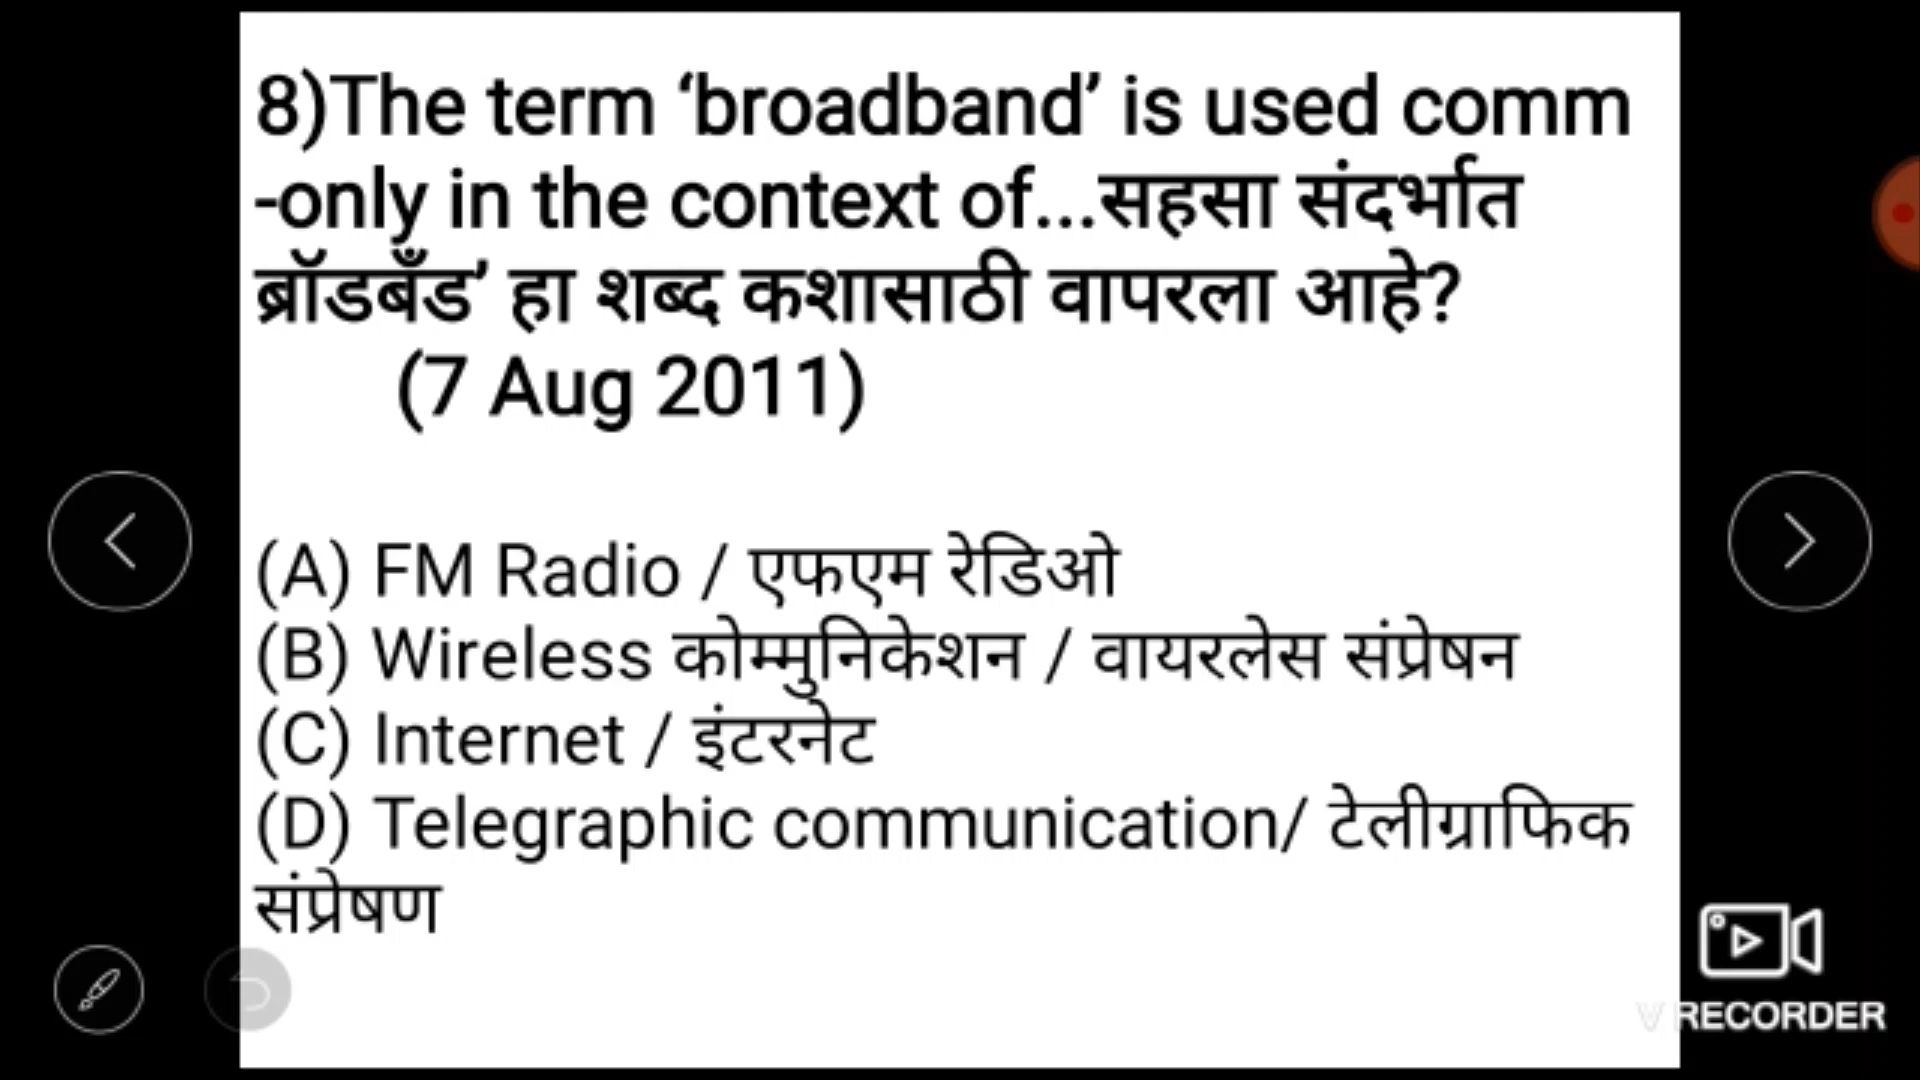 8)The term ‘broadband’ is used comm
-only in the context of...सहसा संदर्भात
ब्रॉडबँड’ हा शब्द कशासाठी वापरला आहे?
(7 Aug 2011)
(A) FM Radio / एफएम रेडिओ
(B) Wireless कोम्मुनिकेशन / वायरलेस संप्रेषन
(C) Internet / इंटरनेट
(D) Telegraphic communication/ टेलीग्राफिक
संप्रेषण
V RECORDER